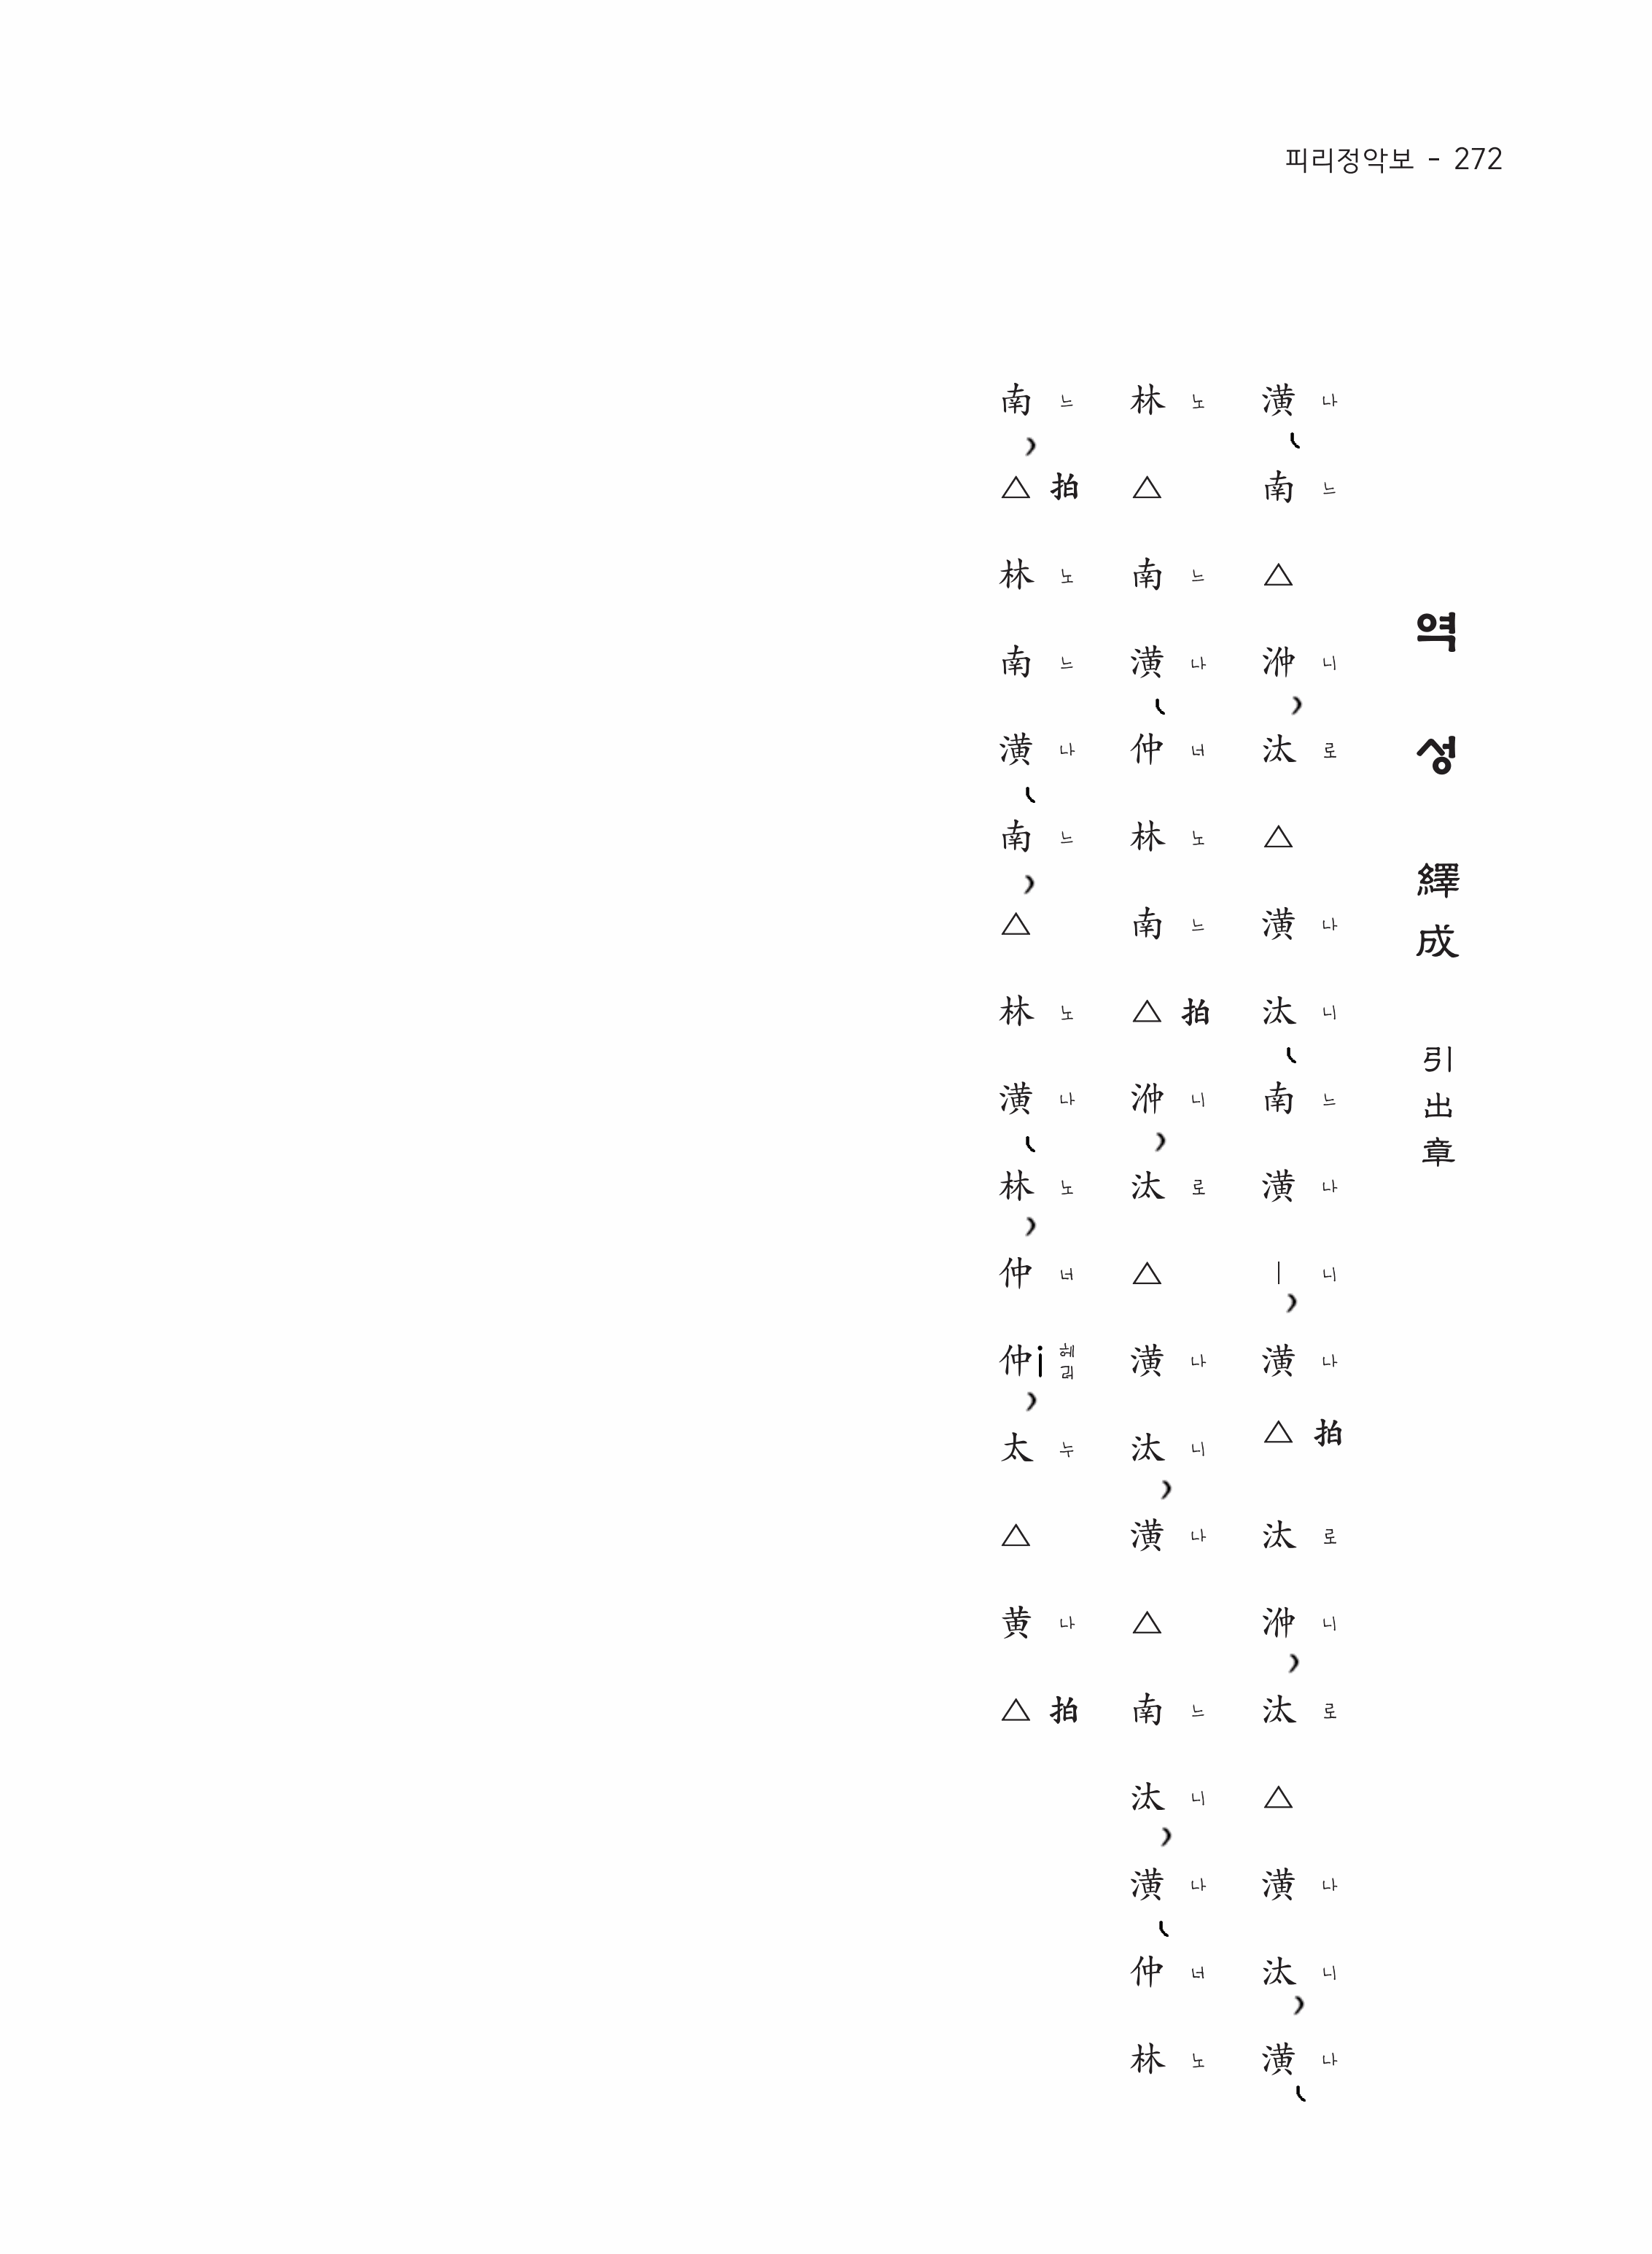 피리정악보 - 272
역 성 繹成 引出章
나 느 니 로 나 니 느 나 니 나 拍 로 니 로 나 니 나
潢 南 △ 㳞 汰 △ 潢 汰 南 潢 | 潢 △ 汰 㳞 汰 △ 潢 汰 潢
노 느 나 너 노 느 拍 니 로 나 니 나 느 니 나 너 노
林 △ 南 潢 仲 林 南 △ 㳞 汰 △ 潢 汰 潢 △ 南 汰 潢 仲 林
느 拍 노 느 나 느 노 나 노 너 헤 누 나 拍
南 △ 林 南 潢 南 △ 林 潢 林 仲 仲 太 △ 黄 △